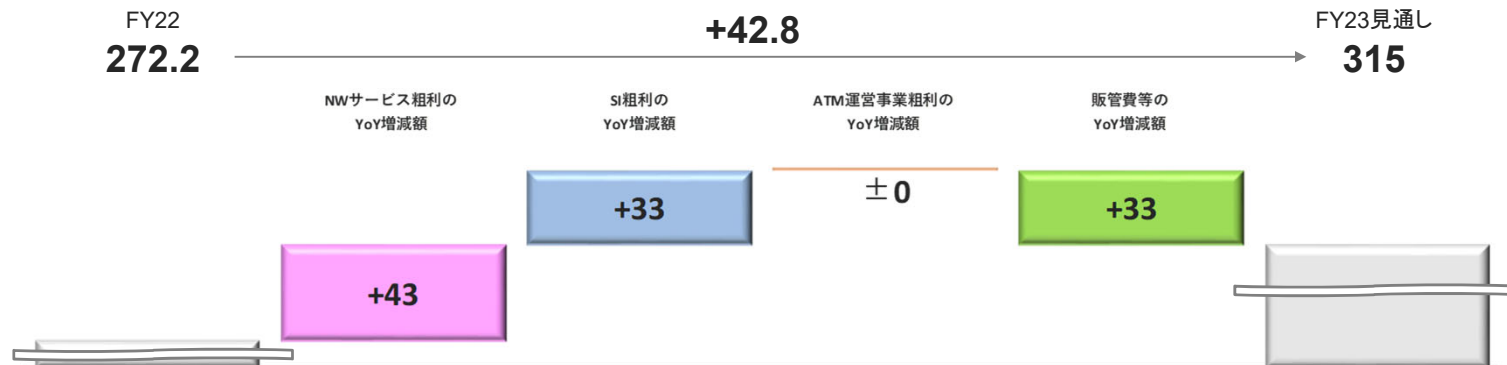 FY22
272.2
+42.8
FY23見通し
315
NWサービス粗利の
YoY増減額
SI粗利の
YoY増減額
ATM運営事業粗利の
YoY増減額
販管費等の
YoY増減額
+43
+33
±0
+33